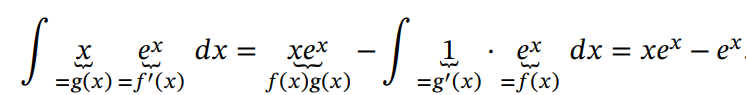 ∫ x e^x dx = xe^x − ∫ 1 · e^x dx = xe^x − e^x.
=g(x) =f′(x) f(x)g(x) =g′(x) =f(x)